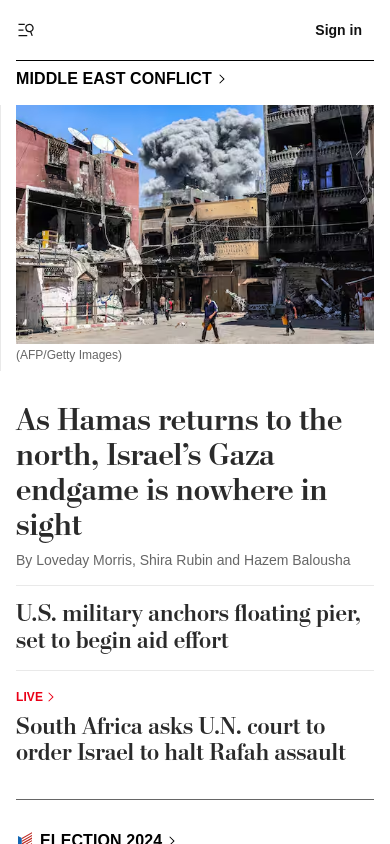 Sign in
MIDDLE EAST CONFLICT
(AFP/Getty Images)
As Hamas returns to the
north, Israel’s Gaza
endgame is nowhere in
sight
By Loveday Morris, Shira Rubin and Hazem Balousha
U.S. military anchors floating pier,
set to begin aid effort
LIVE
South Africa asks U.N. court to
order Israel to halt Rafah assault
ELECTION 2024